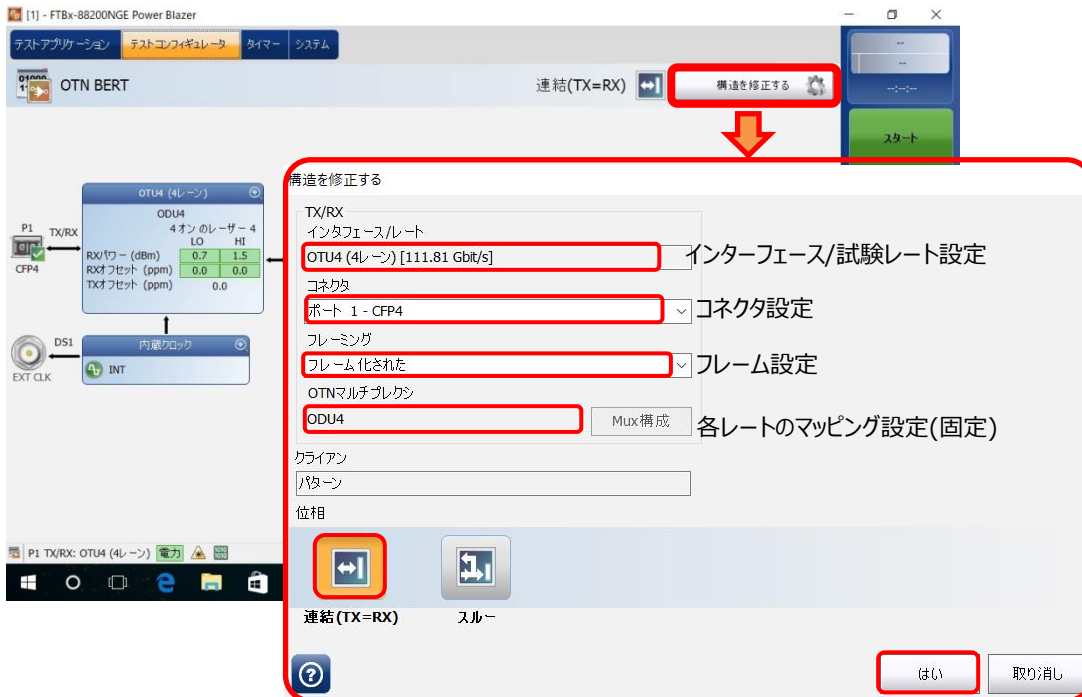 [1] - FTBx-88200NGE Power Blazer
テストアプリケーション テストコンフィギュレータ タイマー システム
OTN BERT
連結(TX=RX)
構造を修正する
--
--
--:--:--
スタート
OTU4 (4レーン)
ODU4
4オン のレーザー 4
LO HI
RXパワー (dBm) 0.7 1.5
RXオフセット (ppm) 0.0 0.0
TXオフセット (ppm) 0.0
P1 TX/RX
CFP4
内蔵クロック
INT
DS1
EXT CLK
P1 TX/RX: OTU4 (4レーン) 電力
構造を修正する
TX/RX
インタフェース/レート
OTU4 (4レーン) [111.81 Gbit/s]
インターフェース/試験レート設定
コネクタ
ポート 1 - CFP4
コネクタ設定
フレーミング
フレーム化された
フレーム設定
OTNマルチプレクシ
ODU4
Mux構成
各レートのマッピング設定(固定)
クライアン
パターン
位相
連結(TX=RX)
スルー
はい
取り消し